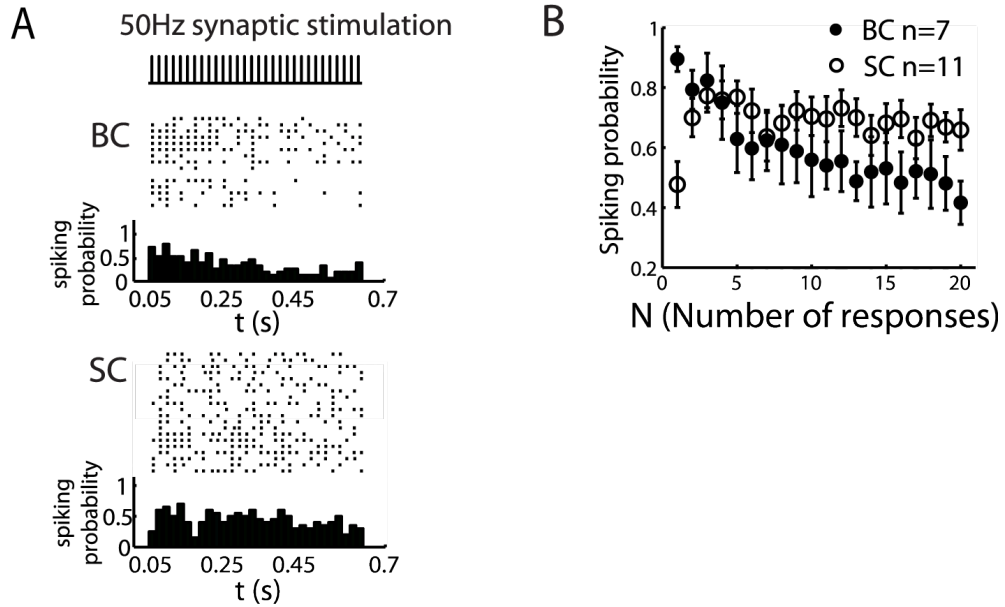 A
50Hz synaptic stimulation
BC
spiking
probability
1
0.5
0
0.05 0.25 0.45 0.7
t (s)
SC
spiking
probability
1
0.5
0
0.05 0.25 0.45 0.7
t (s)
B
BC n=7
SC n=11
Spiking probability
1
0.8
0.6
0.4
0.2
0 5 10 15 20
N (Number of responses)